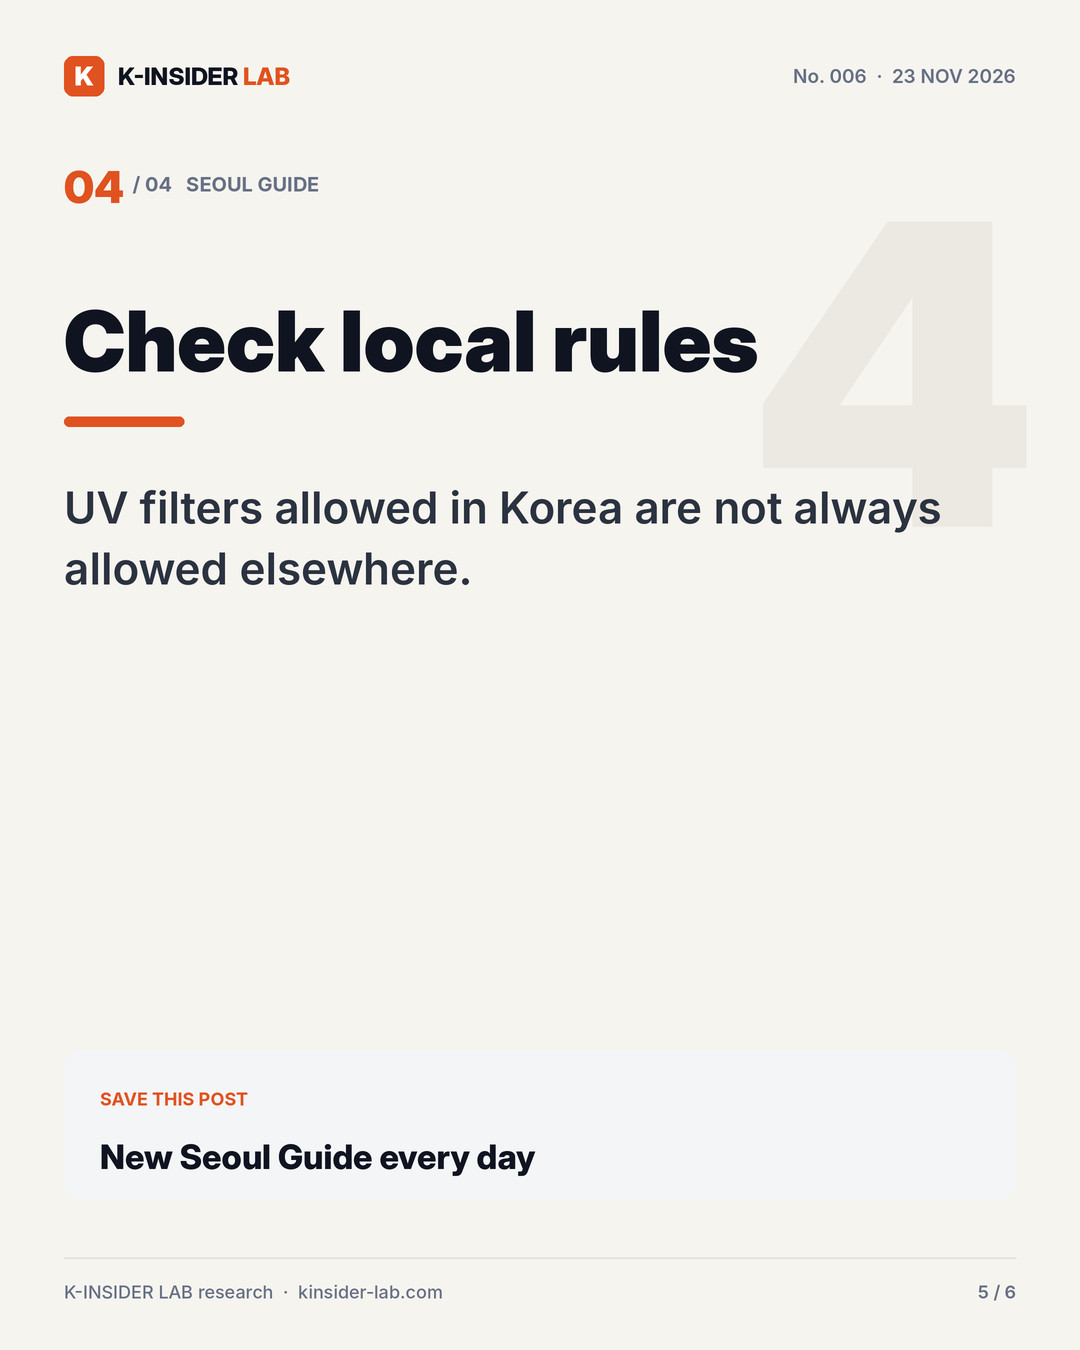 K K-INSIDER LAB
No. 006 · 23 NOV 2026
04 / 04 SEOUL GUIDE
4
Check local rules
UV filters allowed in Korea are not always
allowed elsewhere.
SAVE THIS POST
New Seoul Guide every day
K-INSIDER LAB research · kinsider-lab.com
5 / 6